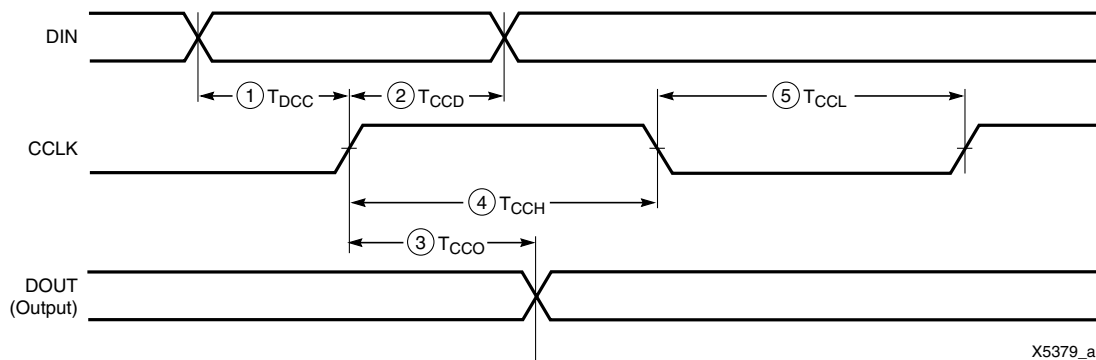 DIN
① T_DCC ② T_CCD ⑤ T_CCL
CCLK
④ T_CCH
③ T_CCO
DOUT
(Output)
X5379_a